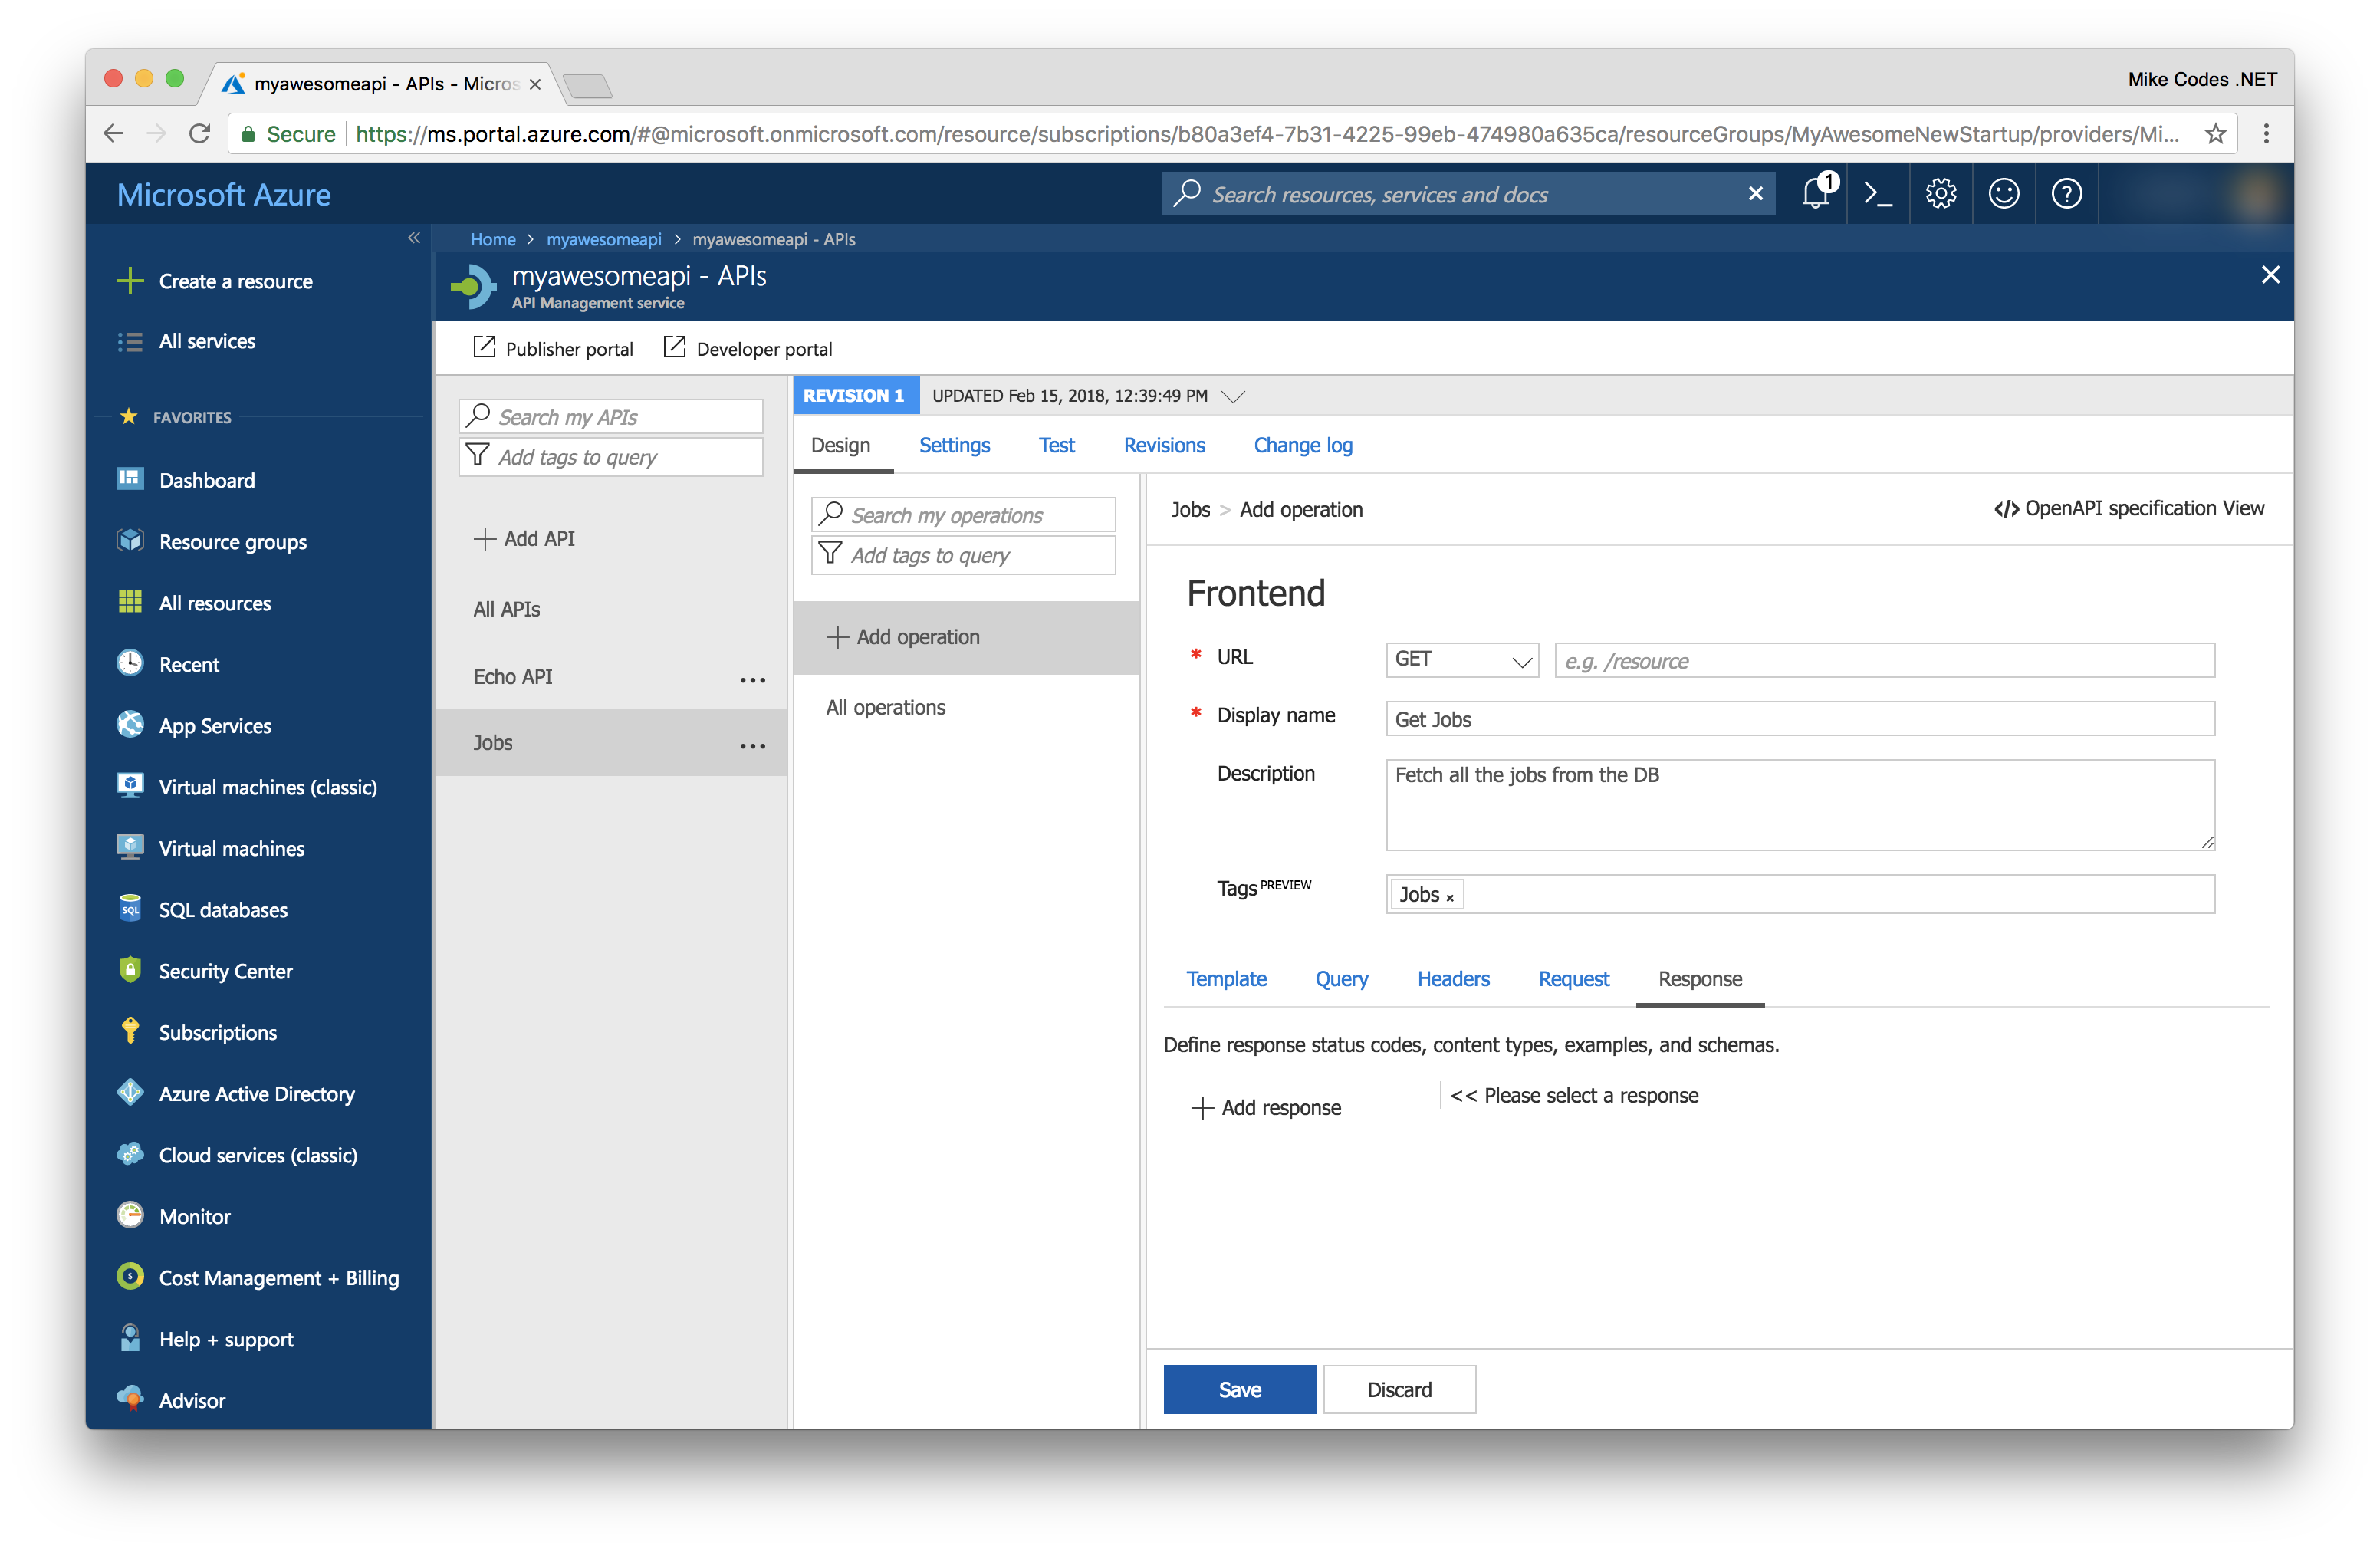 myawesomeapi - APIs - Micros
Mike Codes .NET
Secure https://ms.portal.azure.com/#@microsoft.onmicrosoft.com/resource/subscriptions/b80a3ef4-7b31-4225-99eb-474980a635ca/resourceGroups/MyAwesomeNewStartup/providers/Mi...
Microsoft Azure
Search resources, services and docs
1
Home > myawesomeapi > myawesomeapi - APIs
myawesomeapi - APIs
API Management service
Create a resource
All services
FAVORITES
Dashboard
Resource groups
All resources
Recent
App Services
Virtual machines (classic)
Virtual machines
SQL databases
Security Center
Subscriptions
Azure Active Directory
Cloud services (classic)
Monitor
Cost Management + Billing
Help + support
Advisor
Publisher portal
Developer portal
Search my APIs
Add tags to query
Add API
All APIs
Echo API ...
Jobs ...
REVISION 1 UPDATED Feb 15, 2018, 12:39:49 PM
Design Settings Test Revisions Change log
Search my operations
Add tags to query
Add operation
All operations
Jobs > Add operation
</> OpenAPI specification View
Frontend
* URL GET e.g. /resource
* Display name Get Jobs
Description Fetch all the jobs from the DB
Tags PREVIEW Jobs ×
Template Query Headers Request Response
Define response status codes, content types, examples, and schemas.
Add response
<< Please select a response
Save Discard